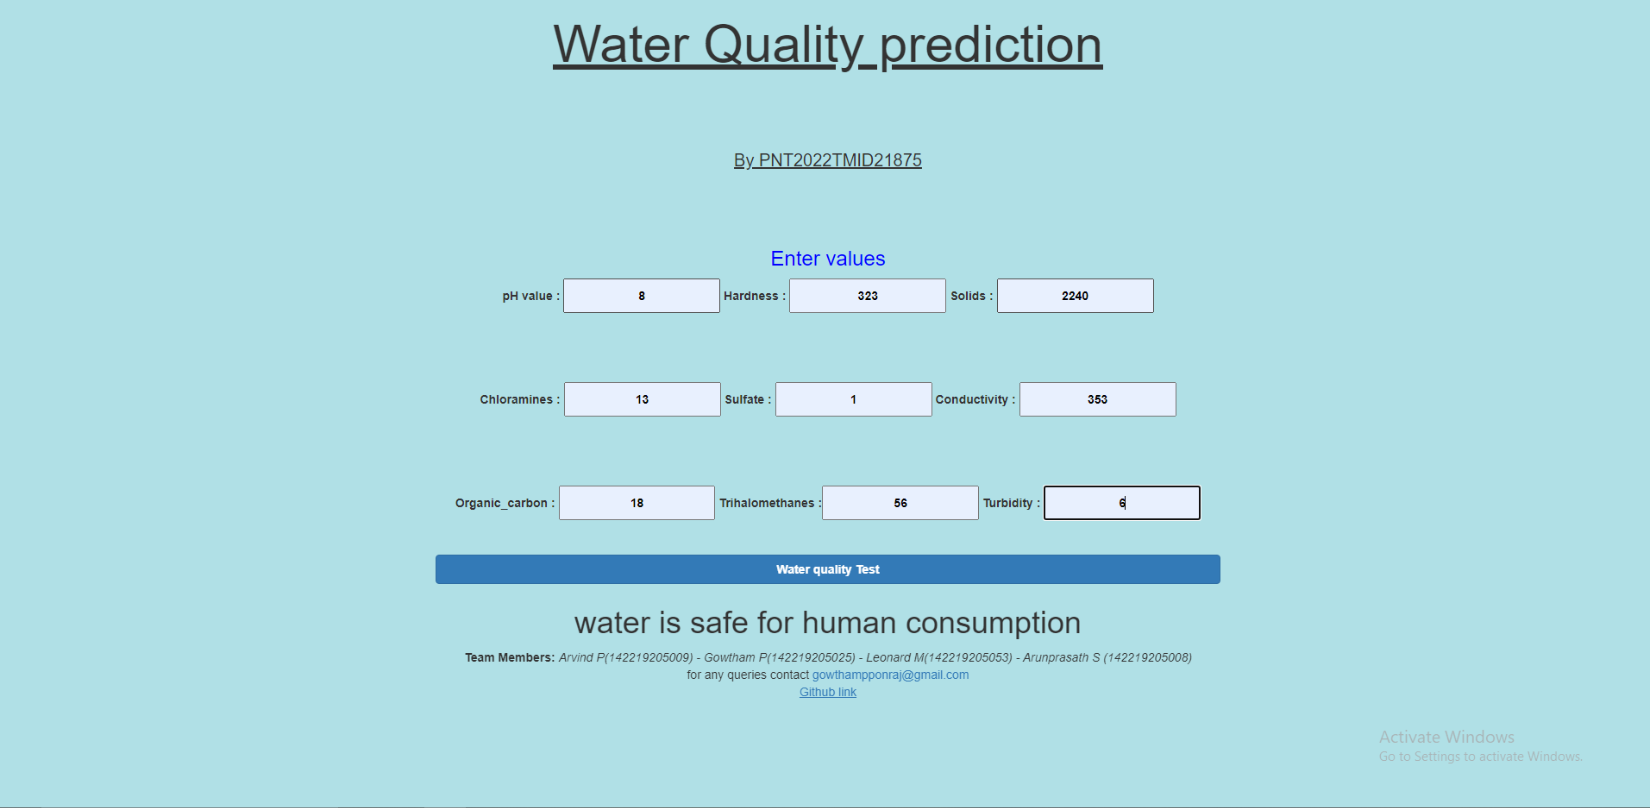 Water Quality prediction
By PNT2022TMID21875
Enter values
pH value : 8 Hardness : 323 Solids : 2240
Chloramines : 13 Sulfate : 1 Conductivity : 353
Organic_carbon : 18 Trihalomethanes : 56 Turbidity : 6
Water quality Test
water is safe for human consumption
Team Members: Arvind P(142219205009) - Gowtham P(142219205025) - Leonard M(142219205053) - Arunprasath S (142219205008)
for any queries contact gowthampponraj@gmail.com
Github link
Activate Windows
Go to Settings to activate Windows.